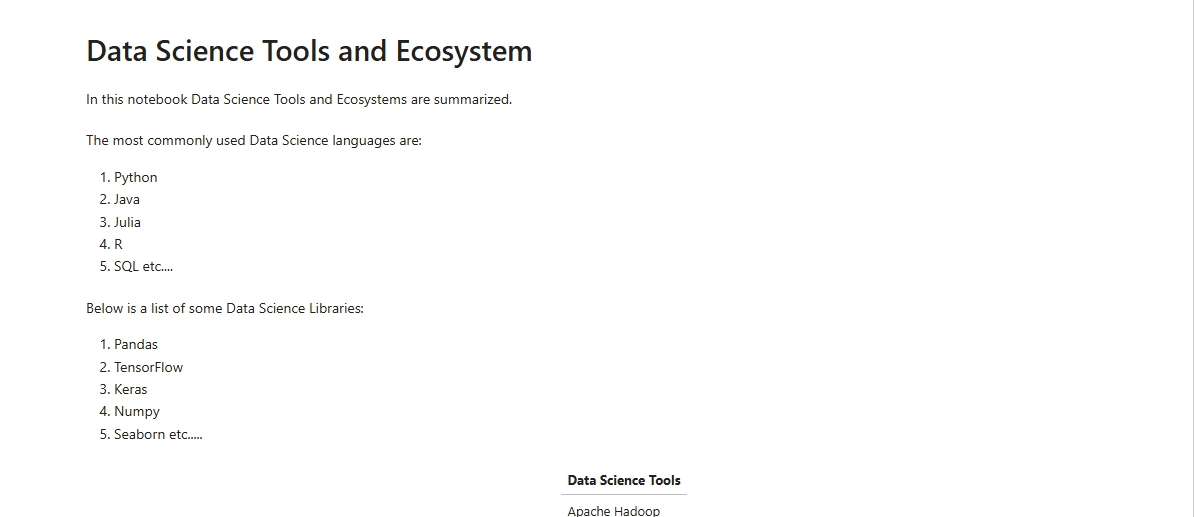 Data Science Tools and Ecosystem
In this notebook Data Science Tools and Ecosystems are summarized.
The most commonly used Data Science languages are:
1. Python
2. Java
3. Julia
4. R
5. SQL etc....
Below is a list of some Data Science Libraries:
1. Pandas
2. TensorFlow
3. Keras
4. Numpy
5. Seaborn etc.....
Data Science Tools
Apache Hadoop